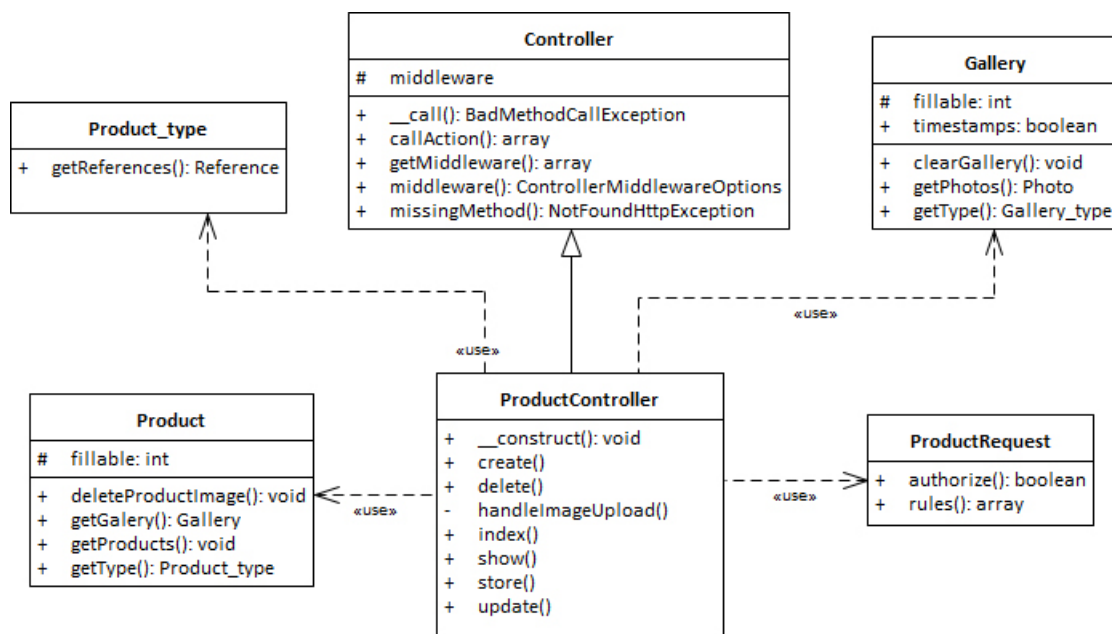 Controller
# middleware
+ __call(): BadMethodCallException
+ callAction(): array
+ getMiddleware(): array
+ middleware(): ControllerMiddlewareOptions
+ missingMethod(): NotFoundHttpException
Product_type
+ getReferences(): Reference
Gallery
# fillable: int
+ timestamps: boolean
+ clearGallery(): void
+ getPhotos(): Photo
+ getType(): Gallery_type
«use»
«use»
Product
# fillable: int
+ deleteProductImage(): void
+ getGalery(): Gallery
+ getProducts(): void
+ getType(): Product_type
«use»
ProductController
+ __construct(): void
+ create()
+ delete()
- handleImageUpload()
+ index()
+ show()
+ store()
+ update()
«use»
ProductRequest
+ authorize(): boolean
+ rules(): array